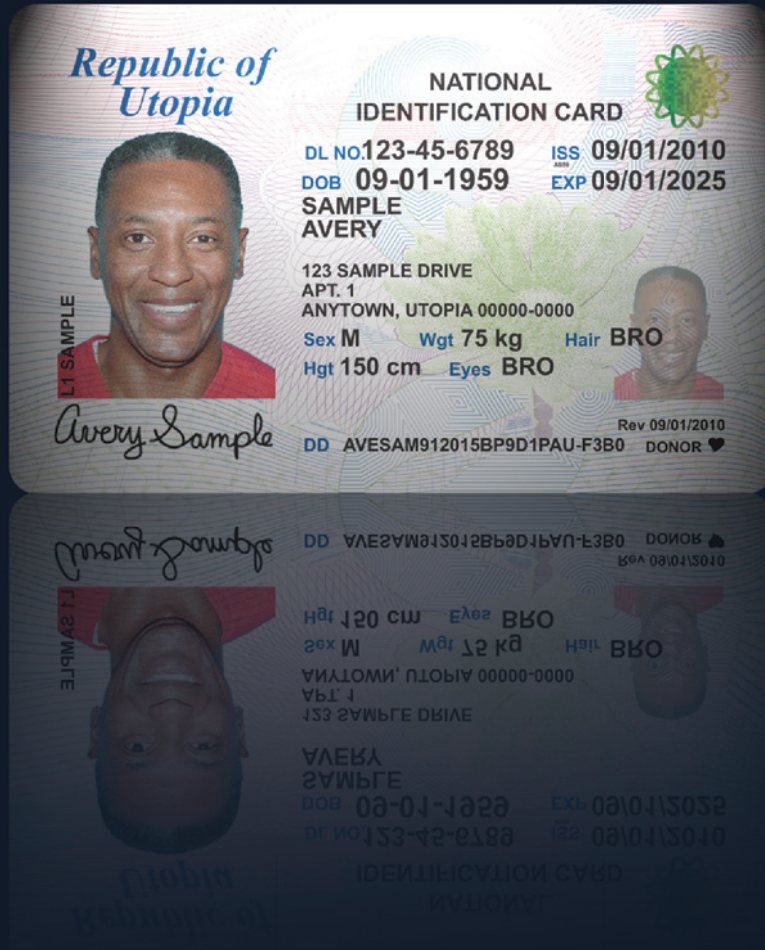 Republic of
Utopia
NATIONAL
IDENTIFICATION CARD
DL NO.123-45-6789 ISS 09/01/2010
DOB 09-01-1959 EXP 09/01/2025
SAMPLE
AVERY
123 SAMPLE DRIVE
APT. 1
ANYTOWN, UTOPIA 00000-0000
Sex M Wgt 75 kg Hair BRO
Hgt 150 cm Eyes BRO
L1 SAMPLE
Avery Sample
Rev 09/01/2010
DD AVESAM912015BP9D1PAU-F3B0 DONOR